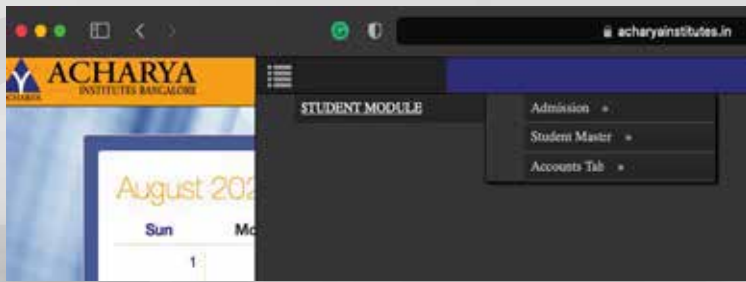 acharyainstitutes.in
ACHARYA
INSTITUTES BANGALORE
STUDENT MODULE
Admission »
Student Master »
Accounts Tab »
August 202
Sun
Mo
1